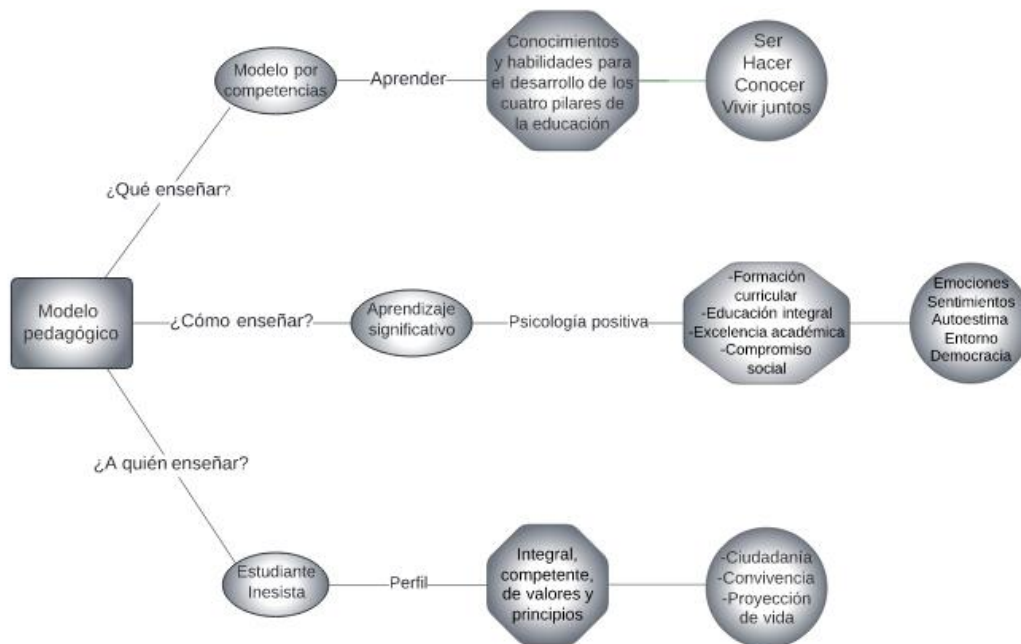 Modelo por
competencias
Aprender
Conocimientos
y habilidades para
el desarrollo de los
cuatro pilares de
la educación
Ser
Hacer
Conocer
Vivir juntos
¿Qué enseñar?
Modelo
pedagógico
¿Cómo enseñar?
Aprendizaje
significativo
Psicología positiva
-Formación
curricular
-Educación integral
-Excelencia académica
-Compromiso
social
Emociones
Sentimientos
Autoestima
Entorno
Democracia
¿A quién enseñar?
Estudiante
Inesista
Perfil
Integral,
competente,
de valores y
principios
-Ciudadanía
-Convivencia
-Proyección
de vida